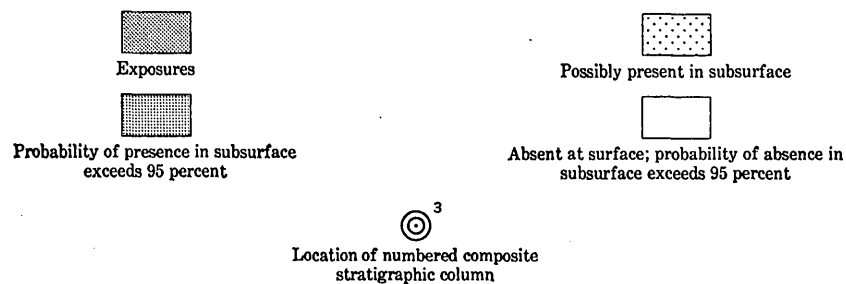 Exposures
Possibly present in subsurface
Probability of presence in subsurface
exceeds 95 percent
Absent at surface; probability of absence in
subsurface exceeds 95 percent
3
Location of numbered composite
stratigraphic column